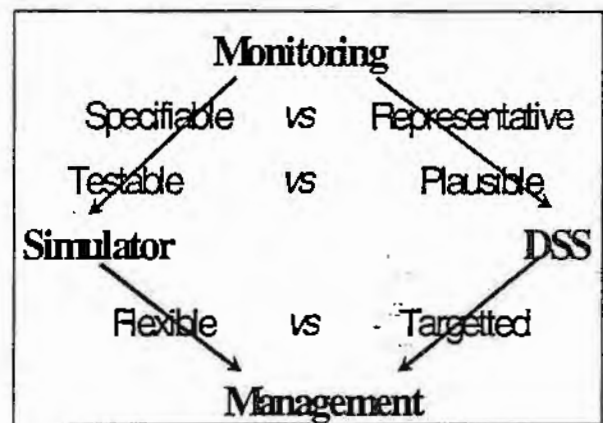 Monitoring
Specifiable vs Representative
Testable vs Plausible
Simulator DSS
Flexible vs Targetted
Management